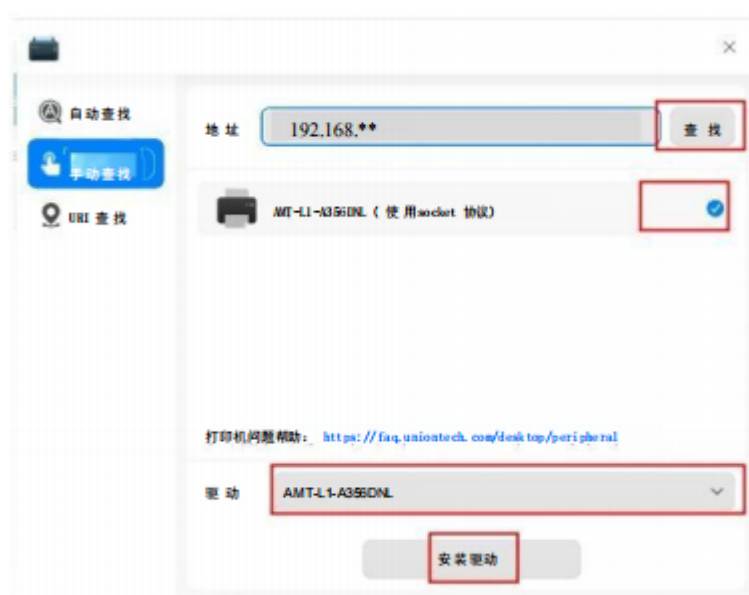 自动查找
手动查找
URI 查找
地址 192.168.** 查找
AMT-L1-A356DNL ( 使用socket 协议)
打印机问题帮助: https://faq.uniontech.com/desktop/peripheral
驱动 AMT-L1-A356DNL
安装驱动